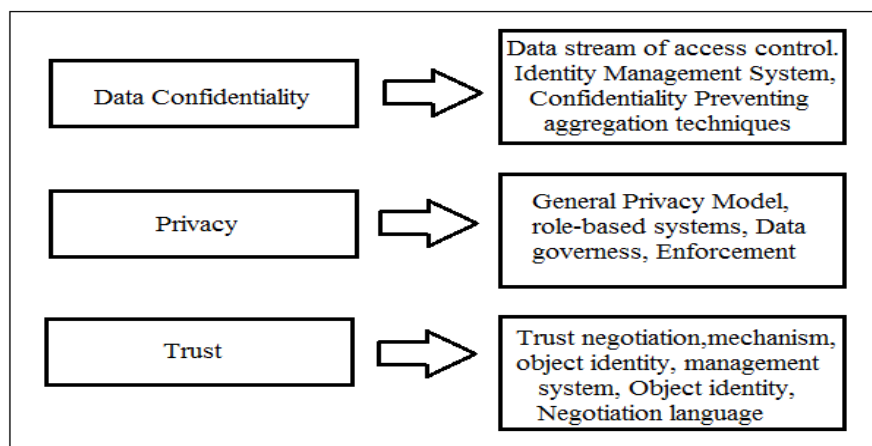 Data Confidentiality
Data stream of access control.
Identity Management System,
Confidentiality Preventing
aggregation techniques
Privacy
General Privacy Model,
role-based systems, Data
governess, Enforcement
Trust
Trust negotiation,mechanism,
object identity, management
system, Object identity,
Negotiation language